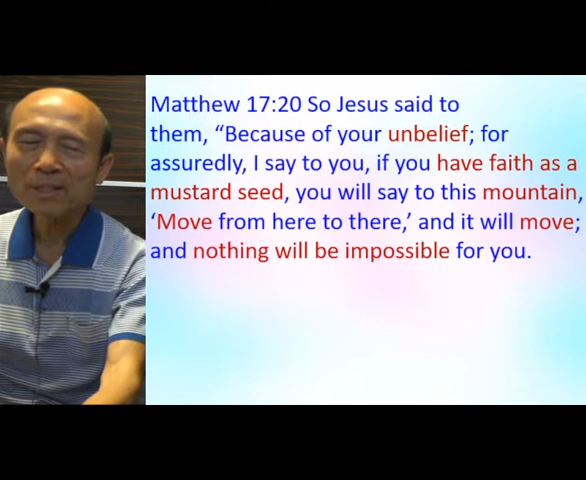 Matthew 17:20 So Jesus said to
them, “Because of your unbelief; for
assuredly, I say to you, if you have faith as a
mustard seed, you will say to this mountain,
‘Move from here to there,’ and it will move;
and nothing will be impossible for you.